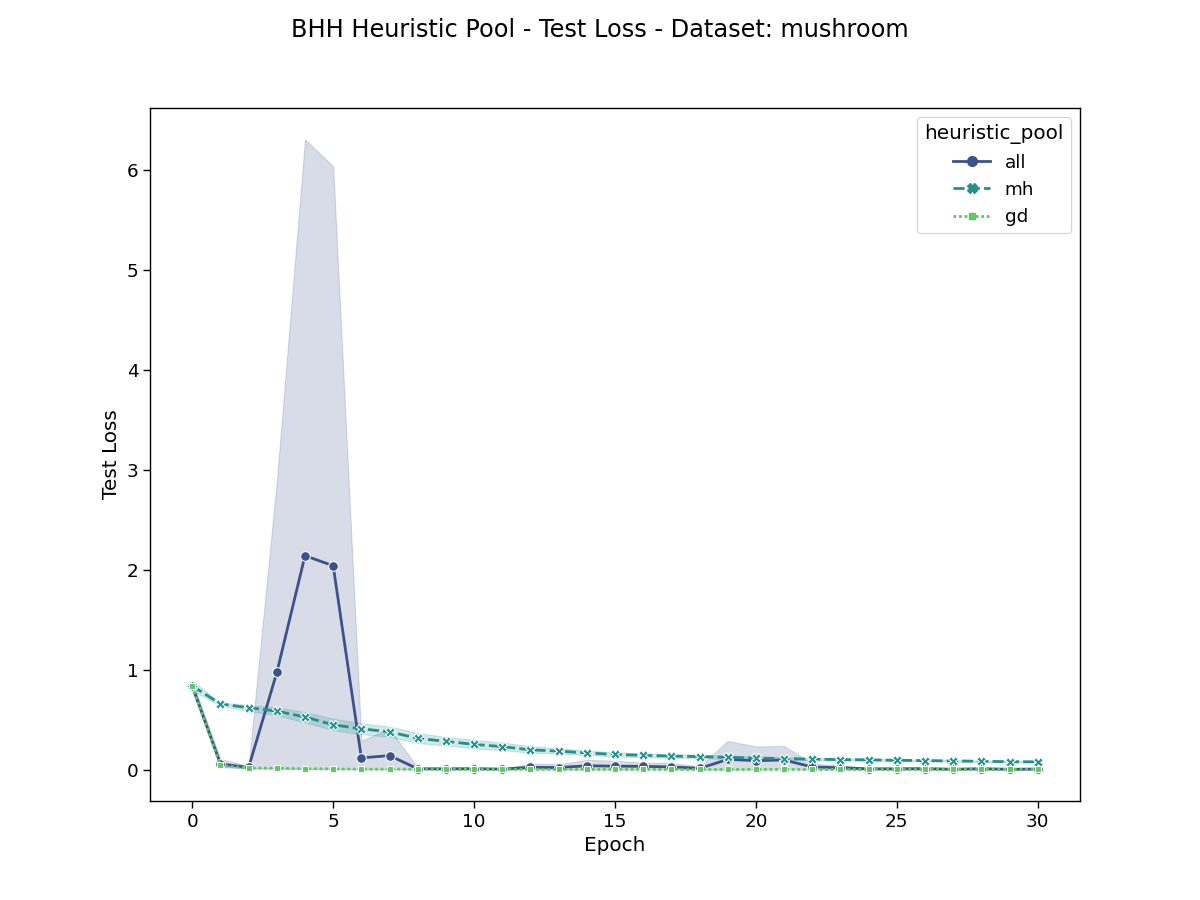 BHH Heuristic Pool - Test Loss - Dataset: mushroom
heuristic_pool
all
mh
gd
6
5
4
3
2
1
0
Test Loss
0 5 10 15 20 25 30
Epoch